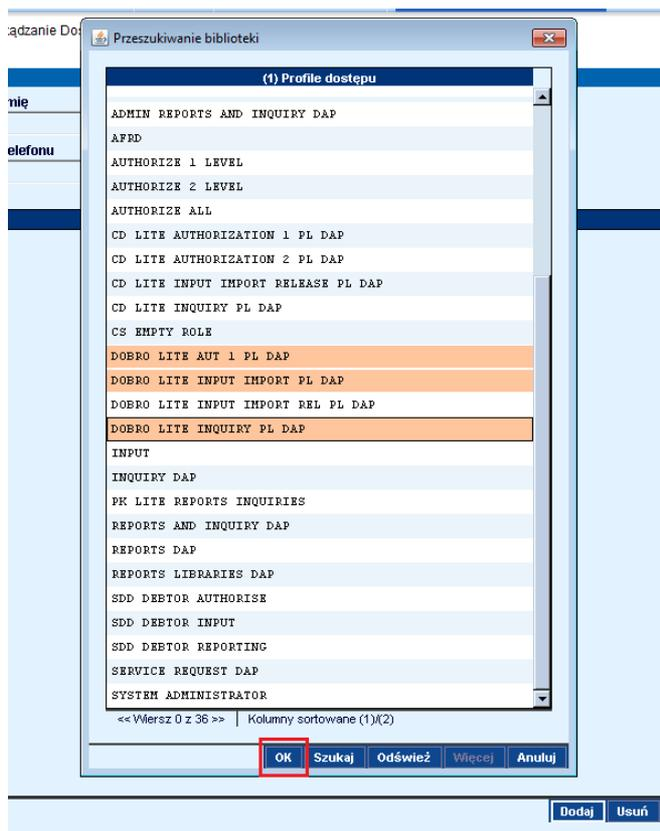 ządzanie Do
Przeszukiwanie biblioteki
(1) Profile dostępu
mię
elefonu
ADMIN REPORTS AND INQUIRY DAP
AFRD
AUTHORIZE 1 LEVEL
AUTHORIZE 2 LEVEL
AUTHORIZE ALL
CD LITE AUTHORIZATION 1 PL DAP
CD LITE AUTHORIZATION 2 PL DAP
CD LITE INPUT IMPORT RELEASE PL DAP
CD LITE INQUIRY PL DAP
CS EMPTY ROLE
DOBRO LITE AUT 1 PL DAP
DOBRO LITE INPUT IMPORT PL DAP
DOBRO LITE INPUT IMPORT REL PL DAP
DOBRO LITE INQUIRY PL DAP
INPUT
INQUIRY DAP
PK LITE REPORTS INQUIRIES
REPORTS AND INQUIRY DAP
REPORTS DAP
REPORTS LIBRARIES DAP
SDD DEBTOR AUTHORISE
SDD DEBTOR INPUT
SDD DEBTOR REPORTING
SERVICE REQUEST DAP
SYSTEM ADMINISTRATOR
<< Wiersz 0 z 36 >> Kolumny sortowane (1)/(2)
OK Szukaj Odśwież Więcej Anuluj
Dodaj Usuń